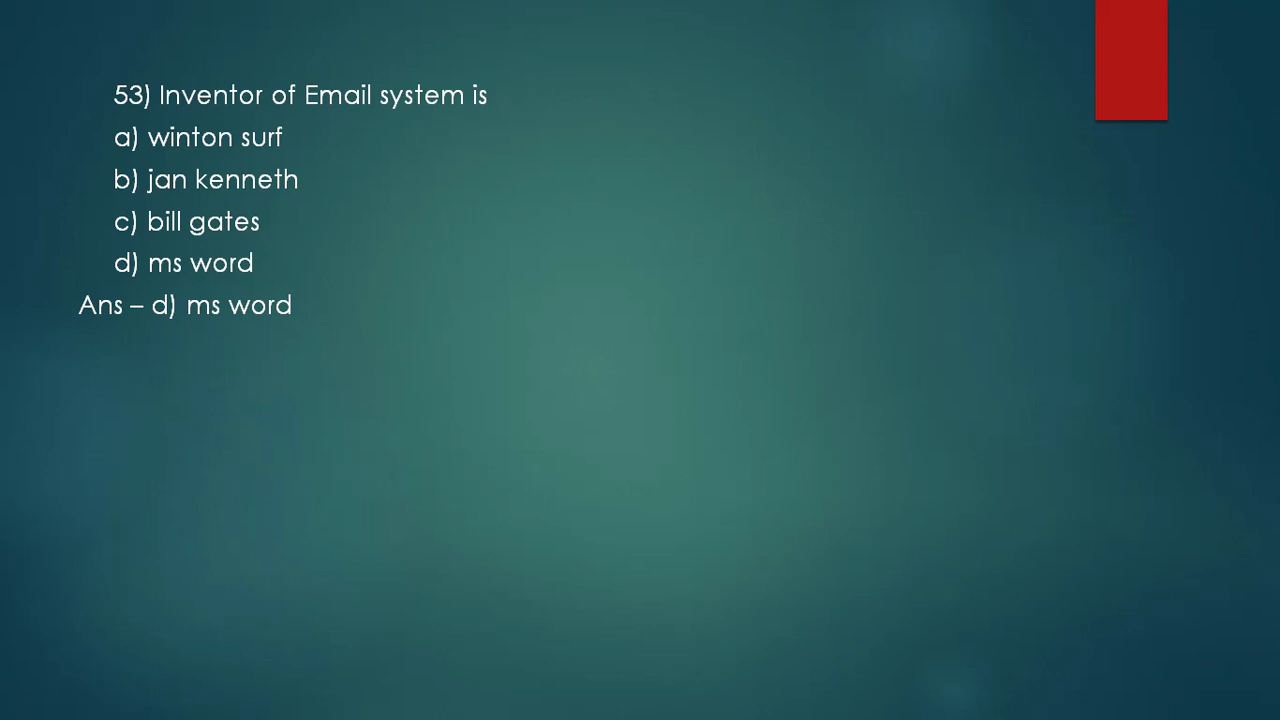 53) Inventor of Email system is
a) winton surf
b) jan kenneth
c) bill gates
d) ms word
Ans – d) ms word